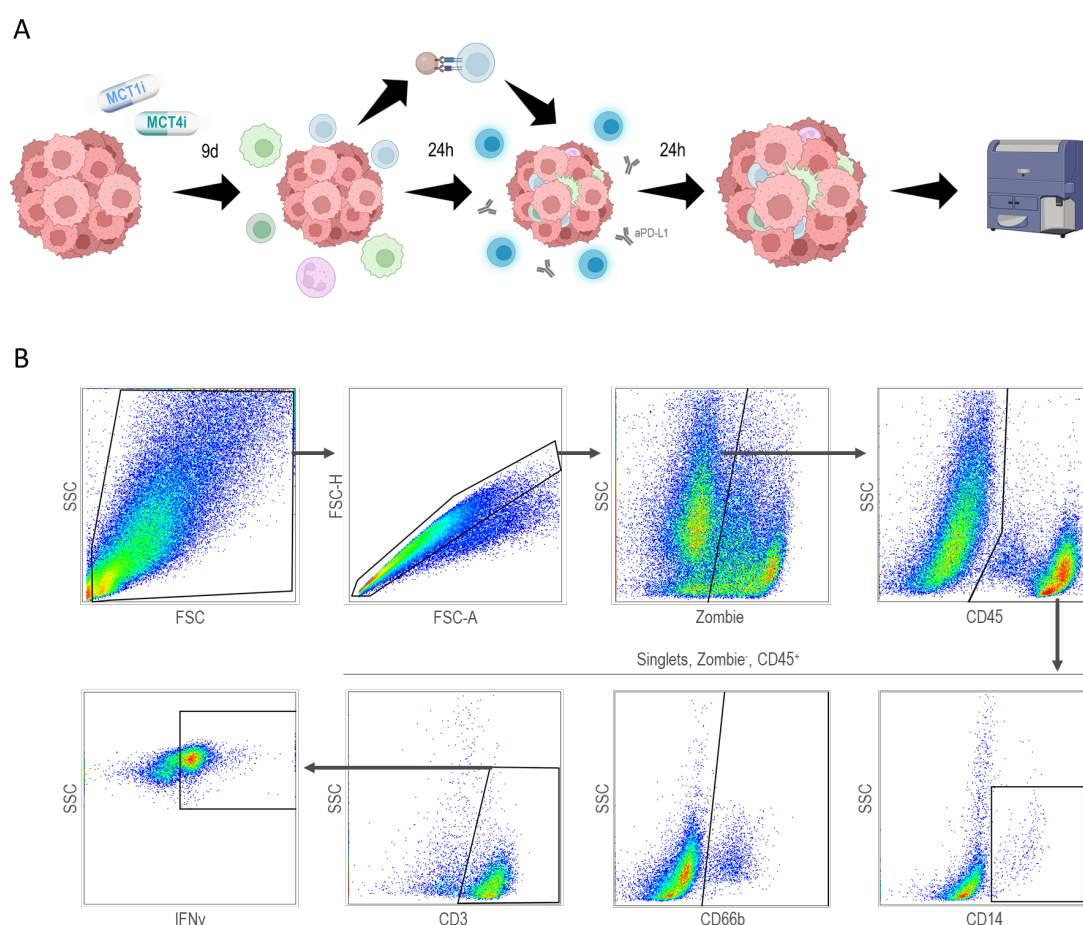 A
MCT1i
MCT4i
9d
24h
24h
aPD-L1
B
SSC
FSC
FSC-H
FSC-A
SSC
Zombie
SSC
CD45
Singlets, Zombie⁻, CD45⁺
SSC
IFNγ
SSC
CD3
SSC
CD66b
SSC
CD14